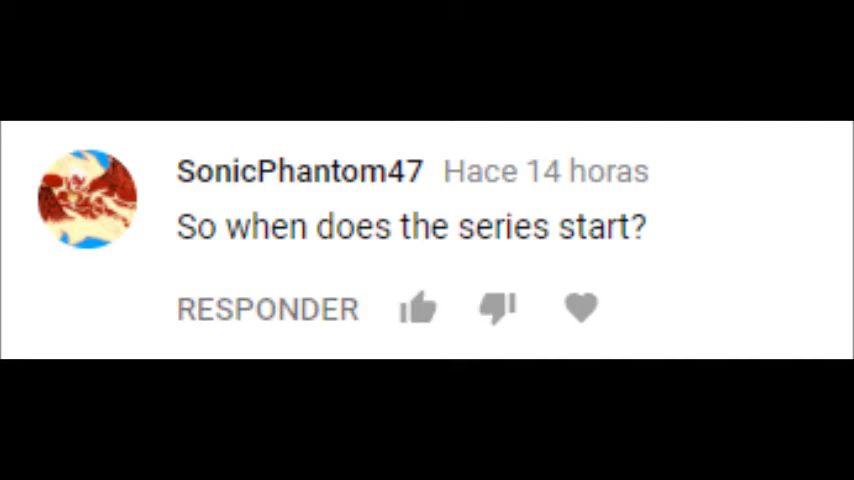 SonicPhantom47 Hace 14 horas
So when does the series start?
RESPONDER